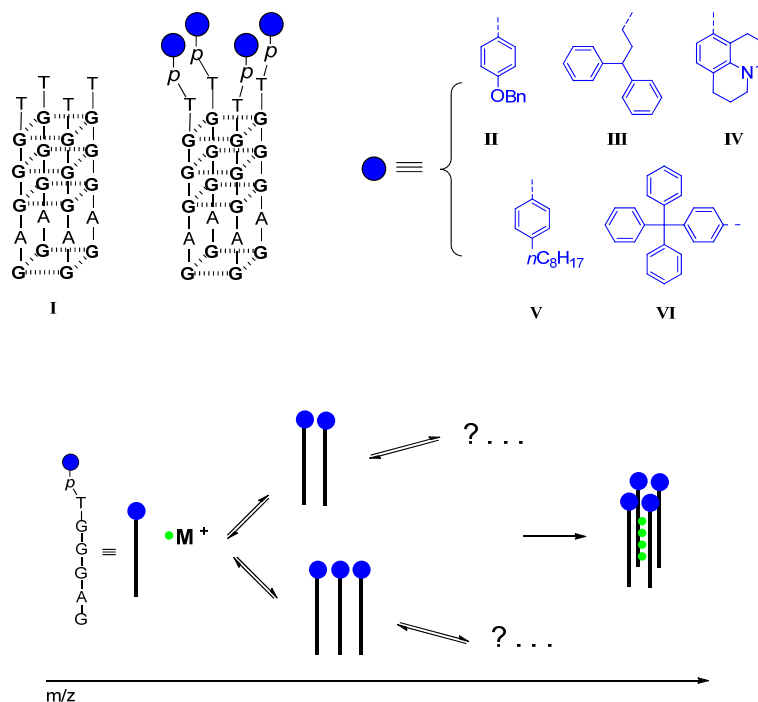 T G G G A G
T G G G A G
T G G G A G
T G G G A G
I
p T G G G A G
p T G G G A G
p T G G G A G
p T G G G A G
OBn
II
III
N
IV
nC8H17
V
VI
p T G G G A G
≡
M +
? . . .
? . . .
m/z